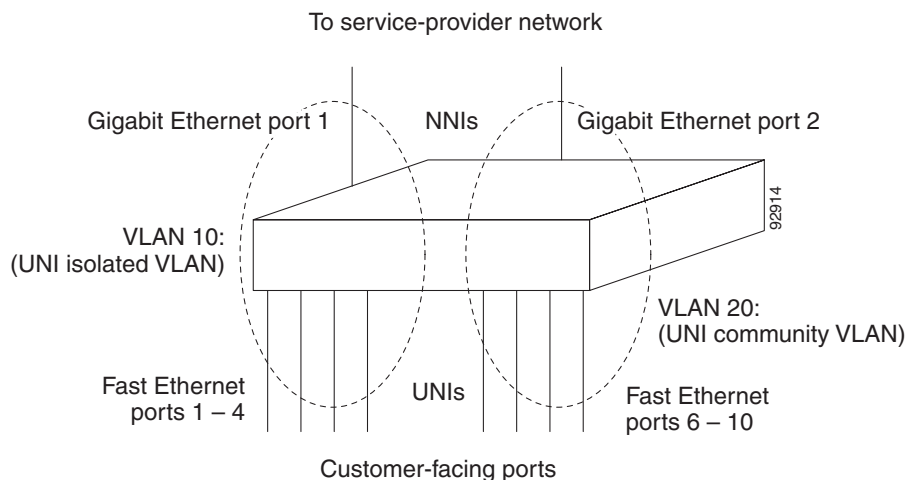 To service-provider network
Gigabit Ethernet port 1
NNIs
Gigabit Ethernet port 2
92914
VLAN 10:
(UNI isolated VLAN)
VLAN 20:
(UNI community VLAN)
Fast Ethernet
ports 1 – 4
UNIs
Fast Ethernet
ports 6 – 10
Customer-facing ports